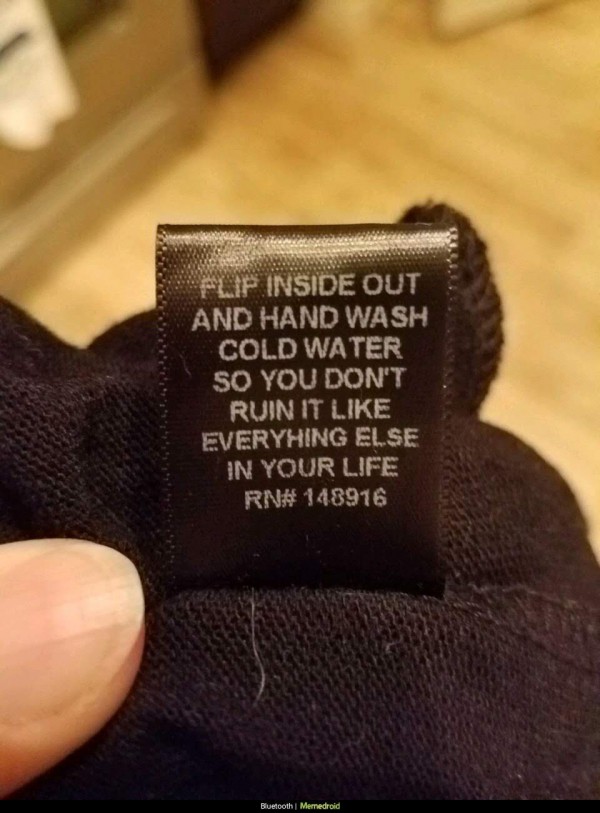 FLIP INSIDE OUT
AND HAND WASH
COLD WATER
SO YOU DON'T
RUIN IT LIKE
EVERYHING ELSE
IN YOUR LIFE
RN# 148916
Bluetooth | Memedroid